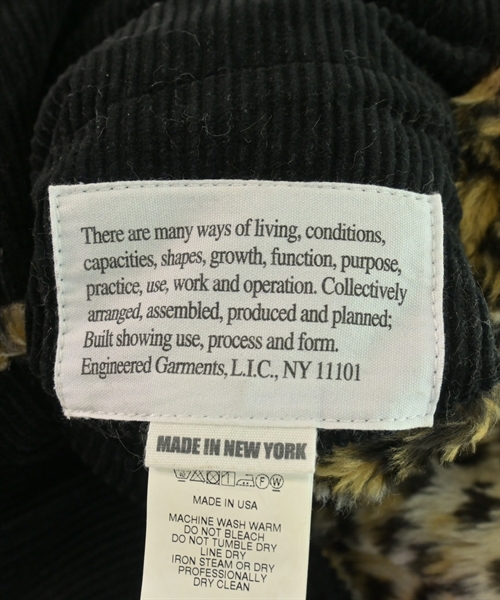 There are many ways of living, conditions,
capacities, shapes, growth, function, purpose,
practice, use, work and operation. Collectively
arranged, assembled, produced and planned;
Built showing use, process and form.
Engineered Garments, L.I.C., NY 11101
MADE IN NEW YORK
MADE IN USA
MACHINE WASH WARM
DO NOT BLEACH
DO NOT TUMBLE DRY
LINE DRY
IRON STEAM OR DRY
PROFESSIONALLY
DRY CLEAN